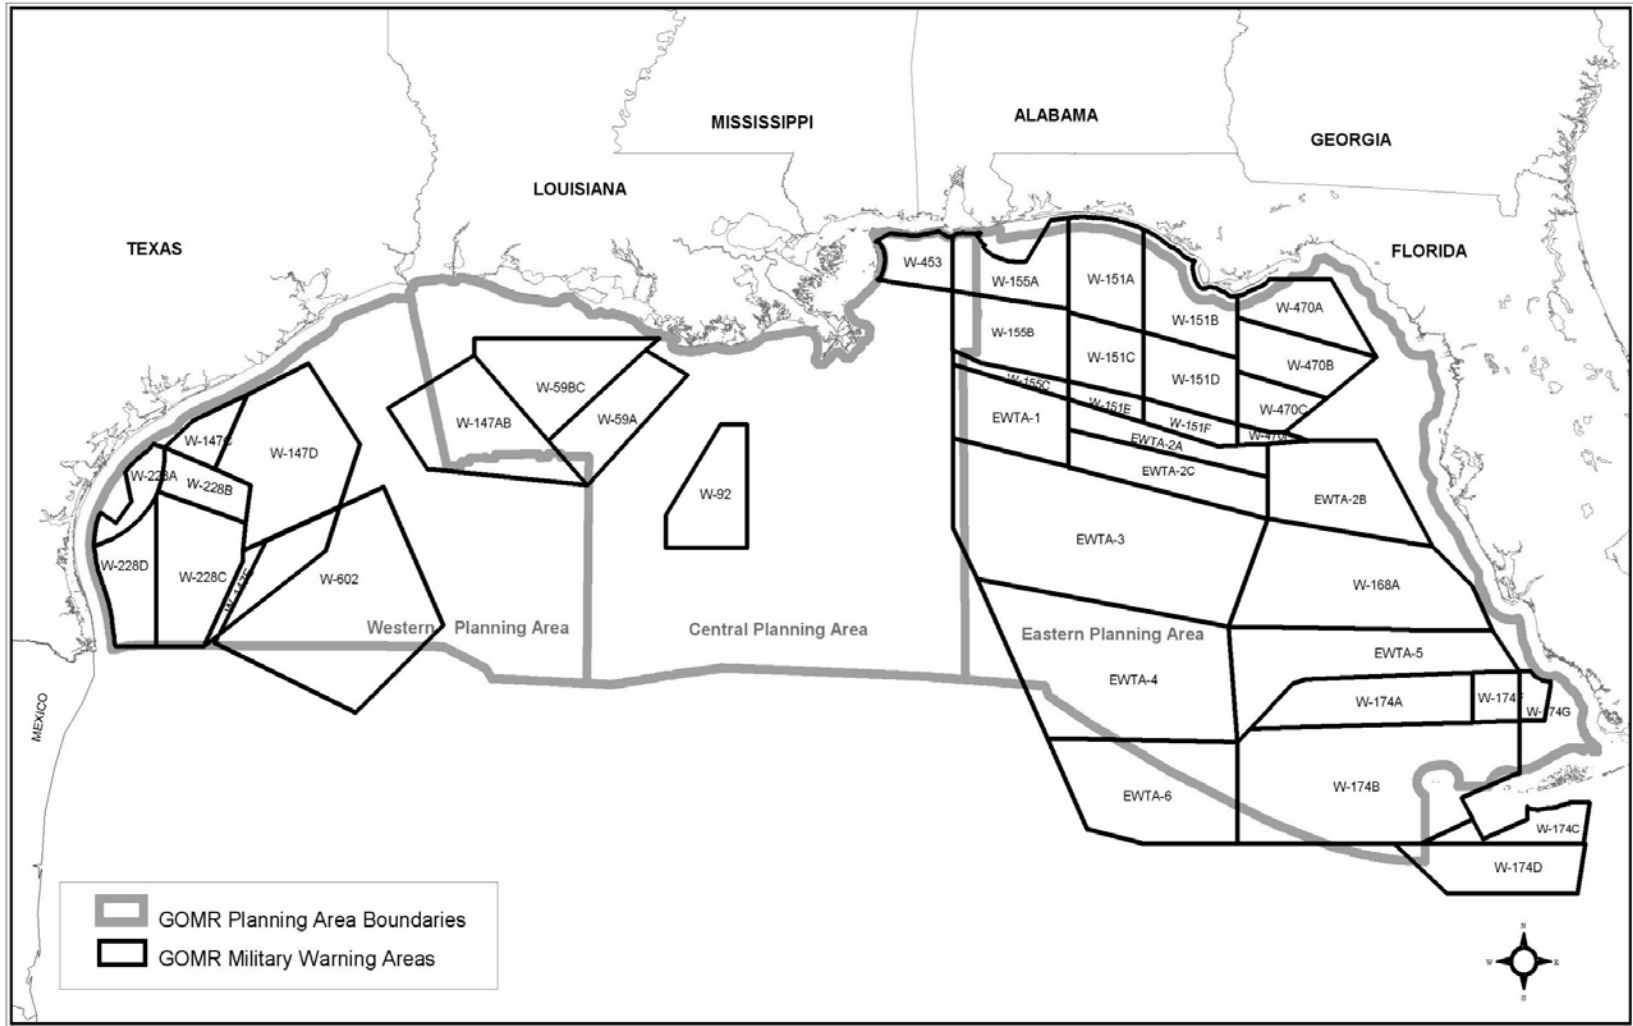 MISSISSIPPI
ALABAMA
GEORGIA
LOUISIANA
TEXAS
FLORIDA
W-453
W-155A
W-151A
W-470A
W-151B
W-155B
W-151C
W-470B
W-59BC
W-155C
W-151D
W-59A
W-147AB
EWTA-1
W-151E
W-151F
W-470C
W-147C
W-147D
EWTA-2A
W-228A
W-228B
EWTA-2C
W-92
EWTA-2B
EWTA-3
W-228D
W-228C
W-602
W-168A
Western Planning Area
Central Planning Area
Eastern Planning Area
EWTA-5
EWTA-4
W-174A
W-174F
W-174G
MEXICO
W-174B
EWTA-6
W-174C
W-174D
GOMR Planning Area Boundaries
GOMR Military Warning Areas
N
W
E
S